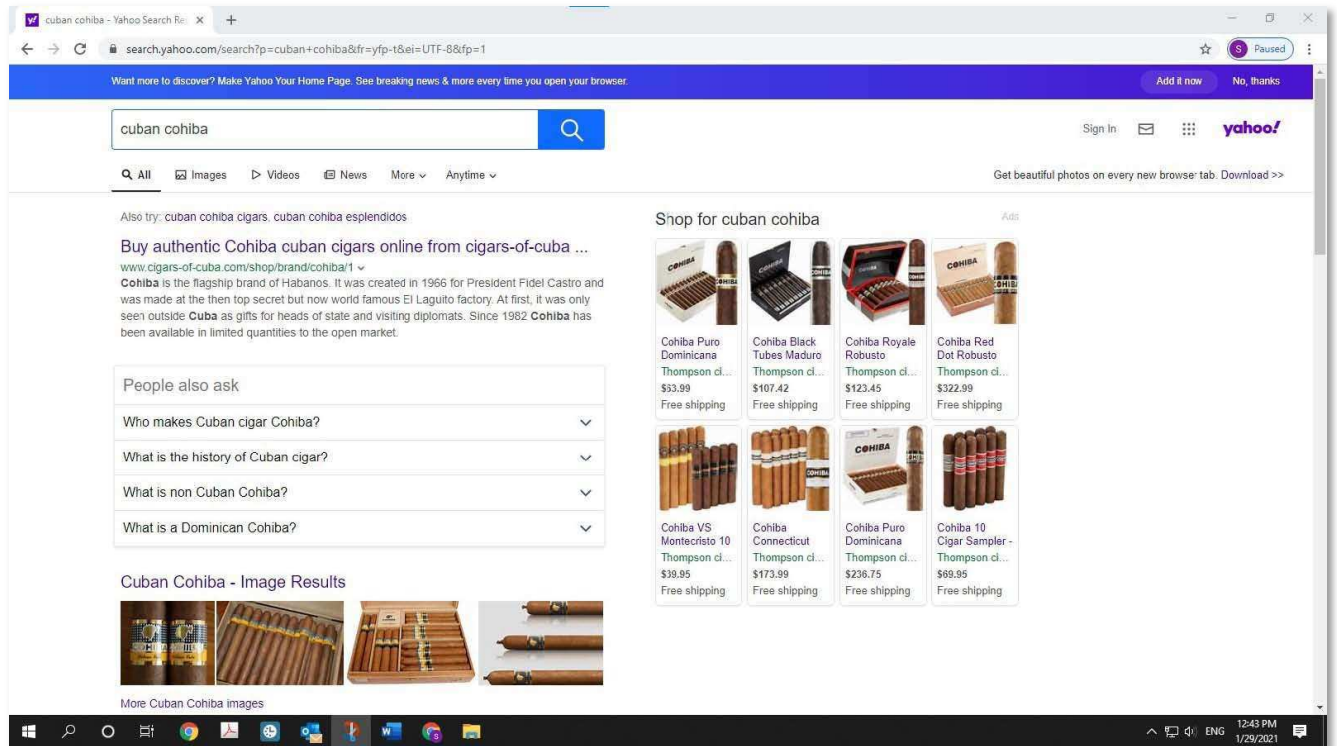 cuban cohiba - Yahoo Search Re
search.yahoo.com/search?p=cuban+cohiba&fr=yfp-t&ei=UTF-8&fp=1
S Paused
Want more to discover? Make Yahoo Your Home Page. See breaking news & more every time you open your browser.
Add it now No, thanks
cuban cohiba
Sign In
yahoo!
All Images Videos News More Anytime
Get beautiful photos on every new browser tab. Download >>
Also try: cuban cohiba cigars, cuban cohiba esplendidos
Buy authentic Cohiba cuban cigars online from cigars-of-cuba ...
www.cigars-of-cuba.com/shop/brand/cohiba/1
Cohiba is the flagship brand of Habanos. It was created in 1966 for President Fidel Castro and
was made at the then top secret but now world famous El Laguito factory. At first, it was only
seen outside Cuba as gifts for heads of state and visiting diplomats. Since 1982 Cohiba has
been available in limited quantities to the open market.
People also ask
Who makes Cuban cigar Cohiba?
What is the history of Cuban cigar?
What is non Cuban Cohiba?
What is a Dominican Cohiba?
Cuban Cohiba - Image Results
More Cuban Cohiba images
Shop for cuban cohiba
Ads
COHIBA
Cohiba Puro
Dominicana
Thompson ci...
$53.99
Free shipping
COHIBA
Cohiba Black
Tubes Maduro
Thompson ci...
$107.42
Free shipping
Cohiba Royale
Robusto
Thompson ci...
$123.45
Free shipping
COHIBA
Cohiba Red
Dot Robusto
Thompson ci...
$322.99
Free shipping
Cohiba VS
Montecristo 10
Thompson ci...
$39.95
Free shipping
COHIBA
Cohiba
Connecticut
Thompson ci...
$173.99
Free shipping
COHIBA
Cohiba Puro
Dominicana
Thompson ci...
$236.75
Free shipping
Cohiba 10
Cigar Sampler -
Thompson ci...
$69.95
Free shipping
ENG
12:43 PM
1/29/2021